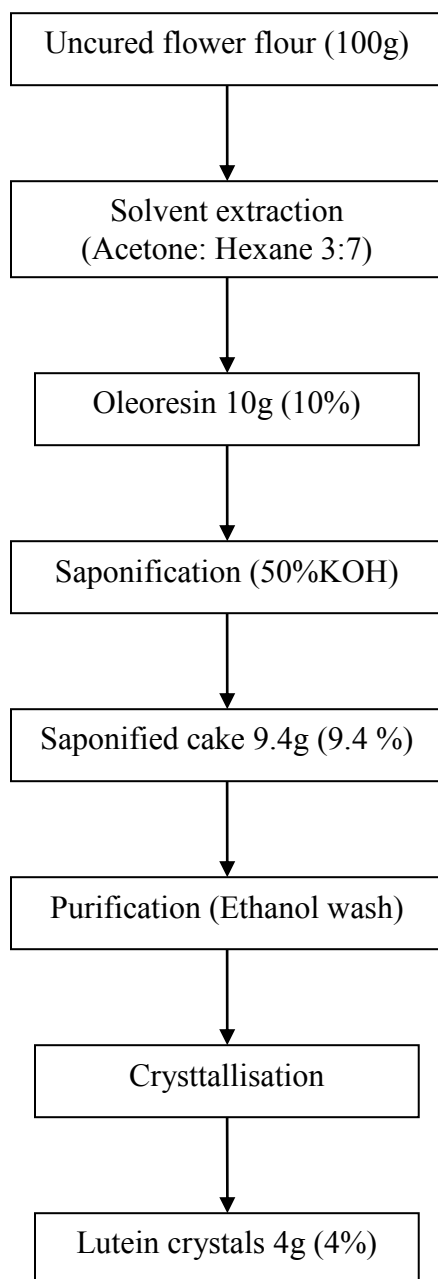 Uncured flower flour (100g)
Solvent extraction
(Acetone: Hexane 3:7)
Oleoresin 10g (10%)
Saponification (50%KOH)
Saponified cake 9.4g (9.4 %)
Purification (Ethanol wash)
Crysttallisation
Lutein crystals 4g (4%)